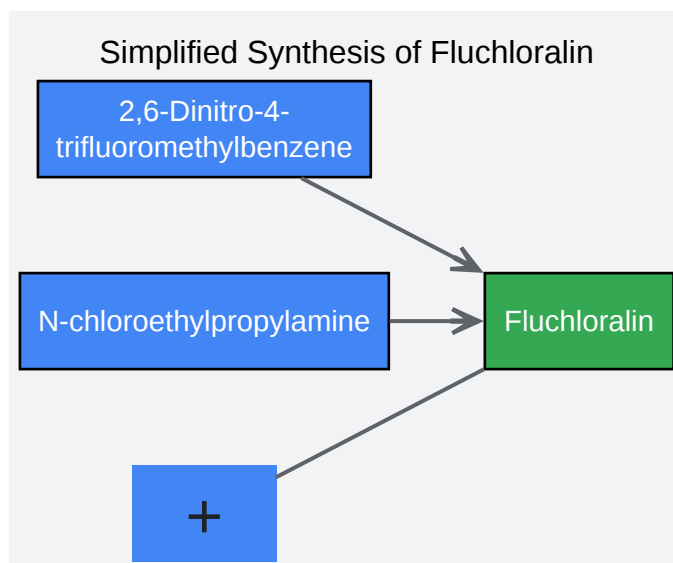 Simplified Synthesis of Fluchloralin
2,6-Dinitro-4-
trifluoromethylbenzene
N-chloroethylpropylamine
Fluchloralin
+